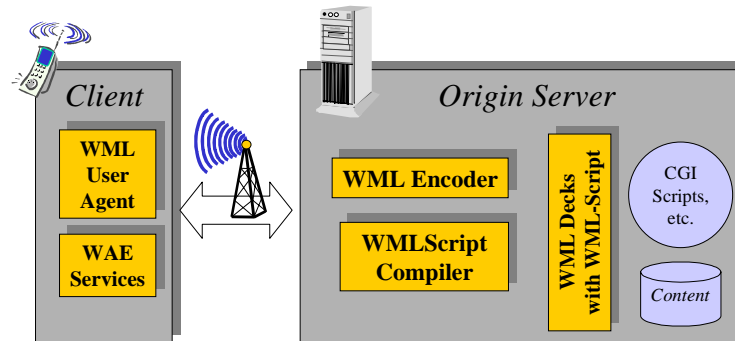 Client
WML
User
Agent
WAE
Services
Origin Server
WML Encoder
WMLScript
Compiler
WML Decks
with WML-Script
CGI
Scripts,
etc.
Content